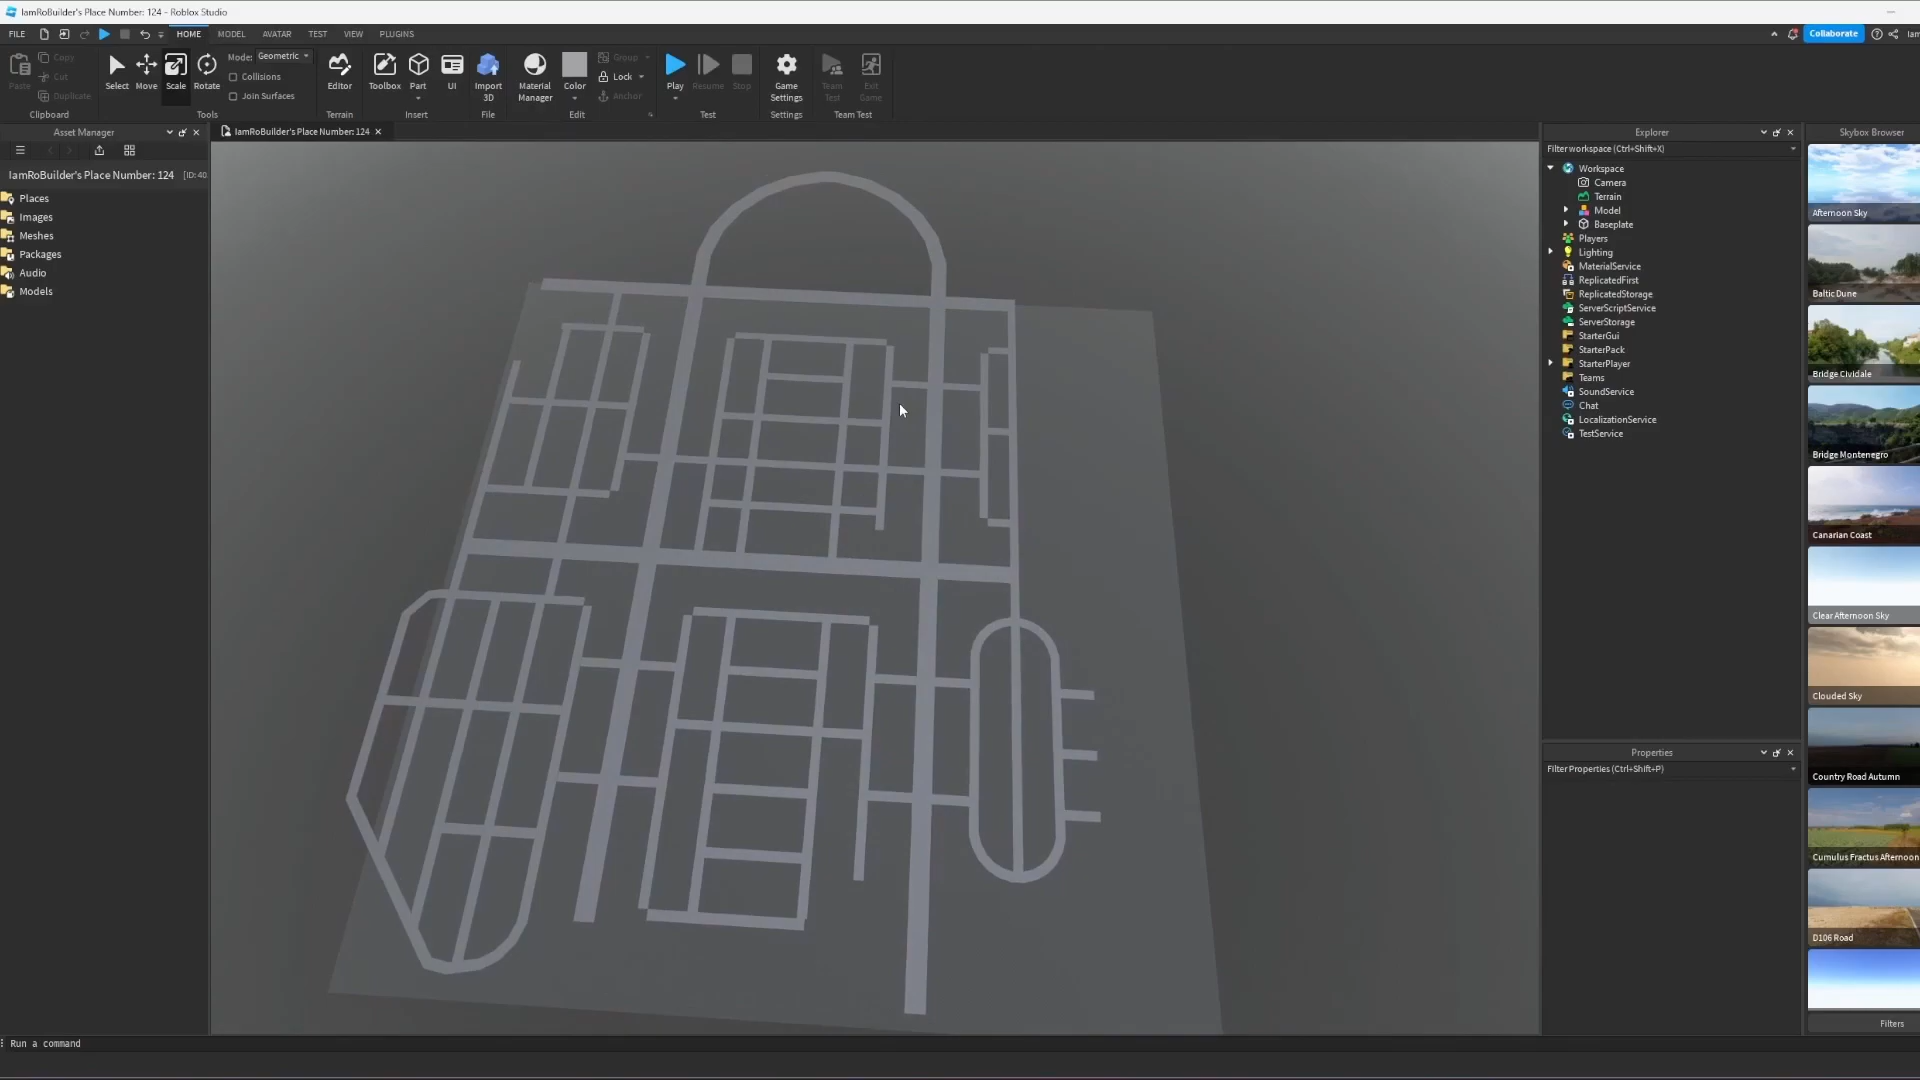 IamRoBuilder's Place Number: 124 - Roblox Studio
FILE
HOME
MODEL
AVATAR
TEST
VIEW
PLUGINS
Collaborate
Iam
Paste
Copy
Cut
Duplicate
Clipboard
Select
Move
Scale
Rotate
Mode: Geometric
Collisions
Join Surfaces
Tools
Editor
Terrain
Toolbox
Part
UI
Insert
Import
3D
File
Material
Manager
Color
Group
Lock
Anchor
Edit
Play
Resume
Stop
Test
Game
Settings
Settings
Team
Test
Exit
Game
Team Test
Asset Manager
IamRoBuilder's Place Number: 124
[ID: 40
Places
Images
Meshes
Packages
Audio
Models
IamRoBuilder's Place Number: 124
Explorer
Filter workspace (Ctrl+Shift+X)
Workspace
Camera
Terrain
Model
Baseplate
Players
Lighting
MaterialService
ReplicatedFirst
ReplicatedStorage
ServerScriptService
ServerStorage
StarterGui
StarterPack
StarterPlayer
Teams
SoundService
Chat
LocalizationService
TestService
Properties
Filter Properties (Ctrl+Shift+P)
Skybox Browser
Afternoon Sky
Baltic Dune
Bridge Cividale
Bridge Montenegro
Canarian Coast
Clear Afternoon Sky
Clouded Sky
Country Road Autumn
Cumulus Fractus Afternoon
D106 Road
Filters
Run a command